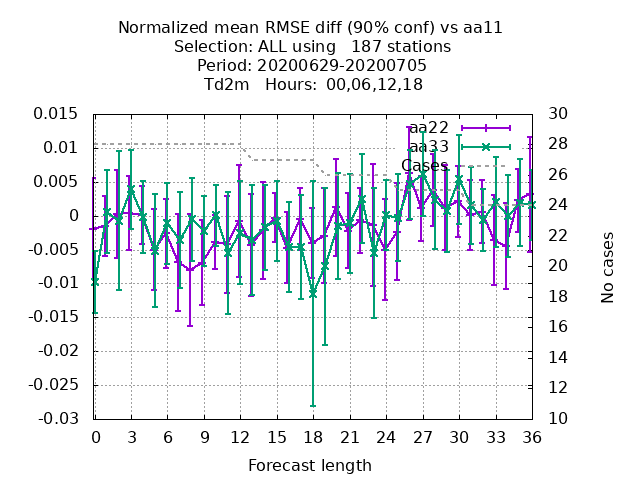 Normalized mean RMSE diff (90% conf) vs aa11
Selection: ALL using   187 stations
Period: 20200629-20200705
Td2m   Hours:  00,06,12,18
aa22
aa33
Cases
0.015
0.01
0.005
0
-0.005
-0.01
-0.015
-0.02
-0.025
-0.03
30
28
26
24
22
20
18
16
14
12
10
No cases
0 3 6 9 12 15 18 21 24 27 30 33 36
Forecast length